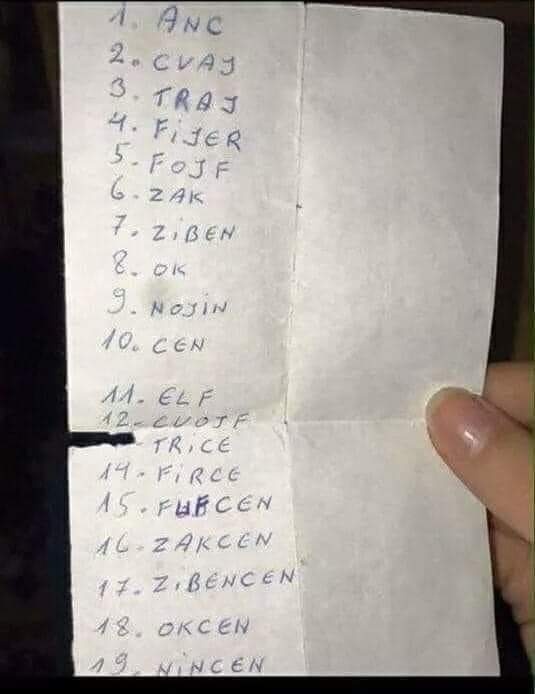 1. ANC
2. CVAJ
3. TRAJ
4. FiJER
5. FOJF
6. ZAK
7. ZiBEN
8. OK
9. NOJiN
10. CEN
11. ELF
12. CVOJF
- TRiCE
14 - FiRCE
15. FUFCEN
16 - ZAKCEN
17. ZiBENCEN
18. OKCEN
19. NiNCEN